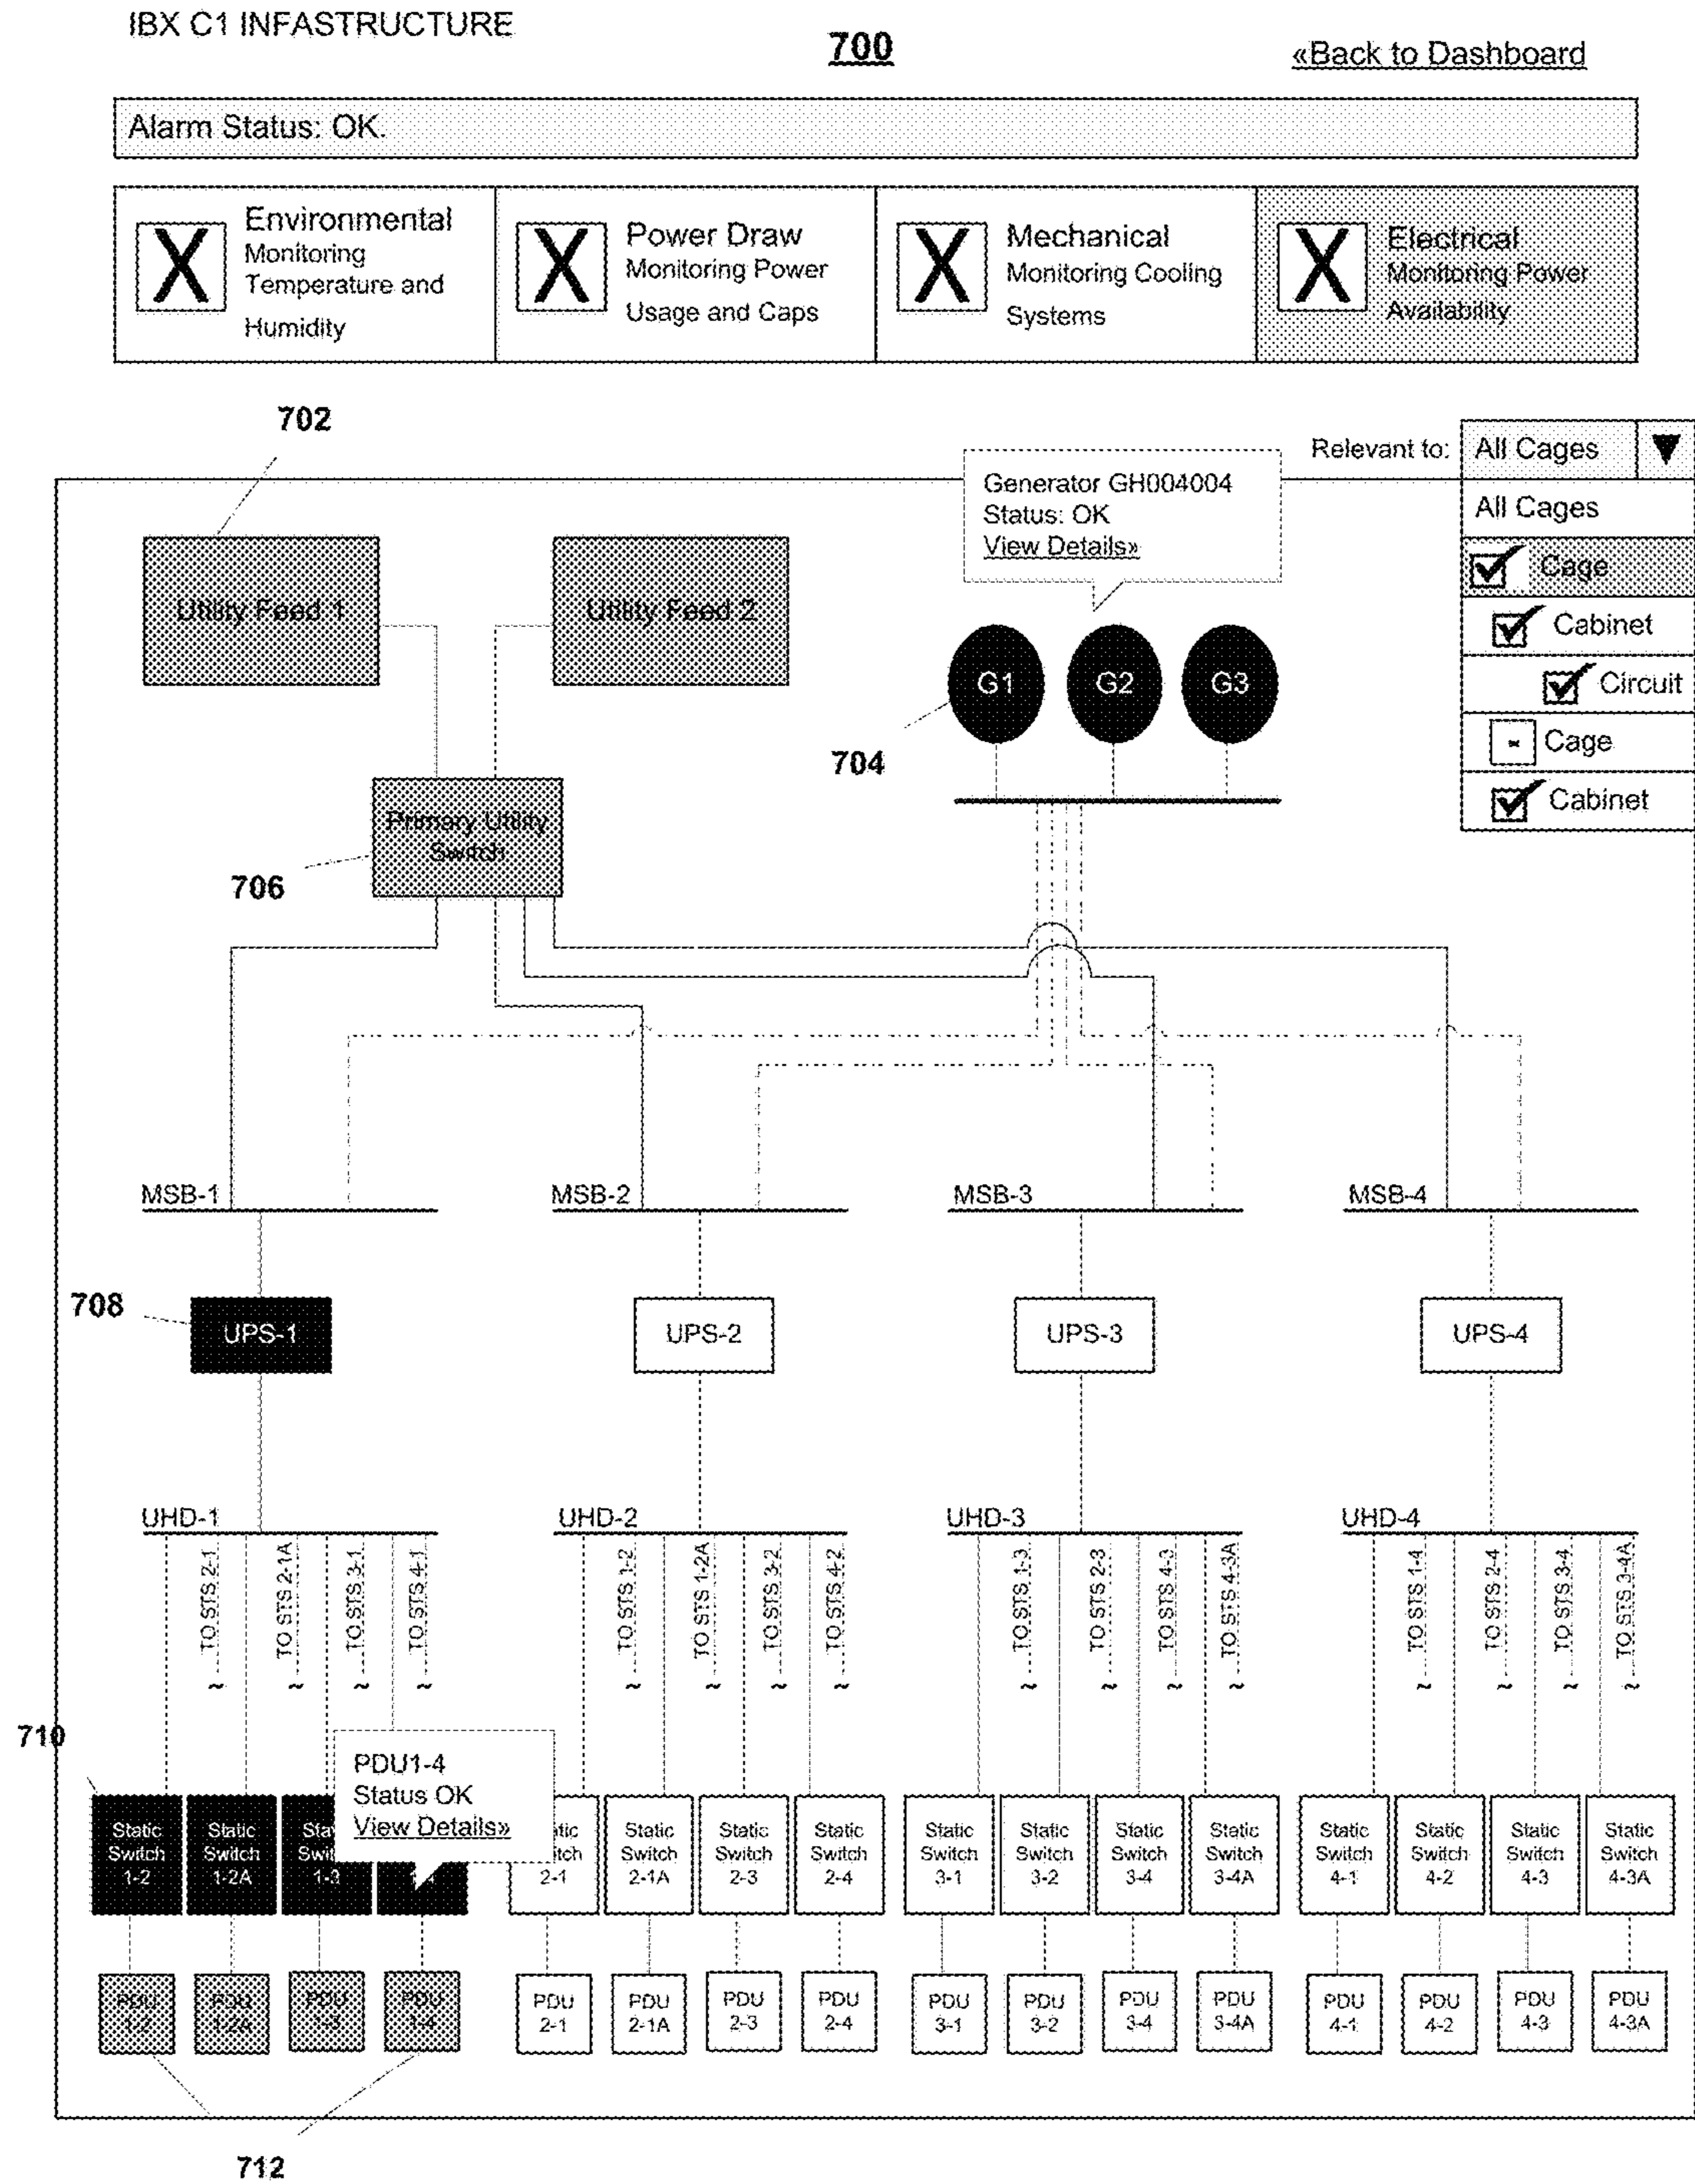 IBX C1 INFASTRUCTURE
700
«Back to Dashboard
Alarm Status: OK.
X
Environmental
Monitoring
Temperature and
Humidity
X
Power Draw
Monitoring Power
Usage and Caps
X
Mechanical
Monitoring Cooling
Systems
X
Electrical
Monitoring Power
Availability
702
Relevant to:
All Cages
All Cages
Cage
Cabinet
Circuit
Cage
Cabinet
Generator GH004004
Status: OK
View Details»
Utility Feed 1
Utility Feed 2
G1
G2
G3
704
Primary Utility
Switch
706
MSB-1
MSB-2
MSB-3
MSB-4
708
UPS-1
UPS-2
UPS-3
UPS-4
UHD-1
UHD-2
UHD-3
UHD-4
TO STS 2-1
TO STS 2-1A
TO STS 3-1
TO STS 4-1
TO STS 1-2
TO STS 1-2A
TO STS 3-2
TO STS 4-2
TO STS 1-3
TO STS 2-3
TO STS 4-3
TO STS 4-3A
TO STS 1-4
TO STS 2-4
TO STS 3-4
TO STS 3-4A
~ ~ ~ ~ ~ ~ ~ ~ ~ ~ ~ ~ ~ ~ ~ ~
710
PDU1-4
Status OK
View Details»
Static
Switch
1-2
Static
Switch
1-2A
1-3
2-1
Static
Switch
2-1A
Static
Switch
2-3
Static
Switch
2-4
Static
Switch
3-1
Static
Switch
3-2
Static
Switch
3-4
Static
Switch
3-4A
Static
Switch
4-1
Static
Switch
4-2
Static
Switch
4-3
Static
Switch
4-3A
PDU
1-2
PDU
1-2A
PDU
1-3
PDU
1-4
PDU
2-1
PDU
2-1A
PDU
2-3
PDU
2-4
PDU
3-1
PDU
3-2
PDU
3-4
PDU
3-4A
PDU
4-1
PDU
4-2
PDU
4-3
PDU
4-3A
712